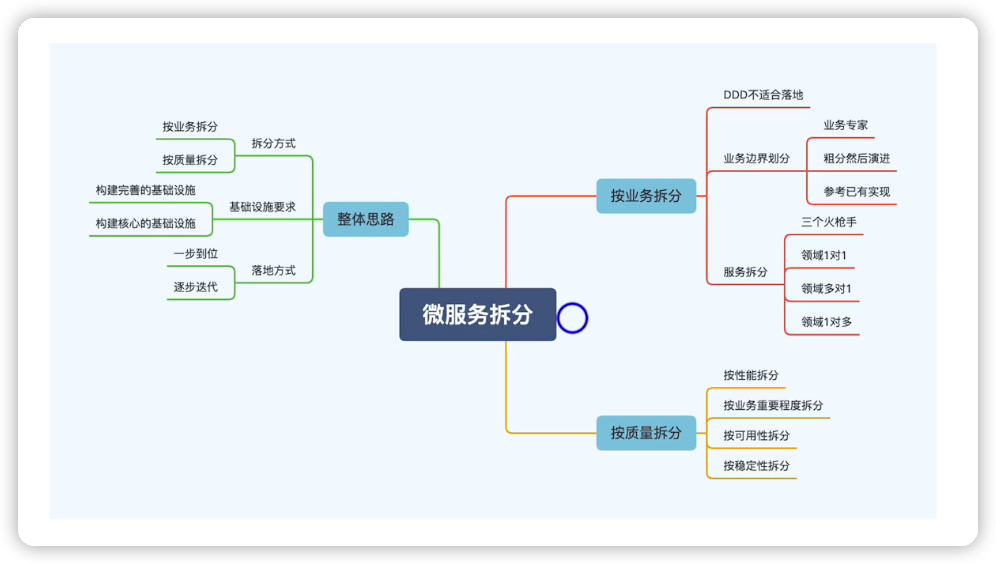 微服务拆分
整体思路
拆分方式
按业务拆分
按质量拆分
基础设施要求
构建完善的基础设施
构建核心的基础设施
落地方式
一步到位
逐步迭代
按业务拆分
DDD不适合落地
业务边界划分
业务专家
粗分然后演进
参考已有实现
服务拆分
三个火枪手
领域1对1
领域多对1
领域1对多
按质量拆分
按性能拆分
按业务重要程度拆分
按可用性拆分
按稳定性拆分